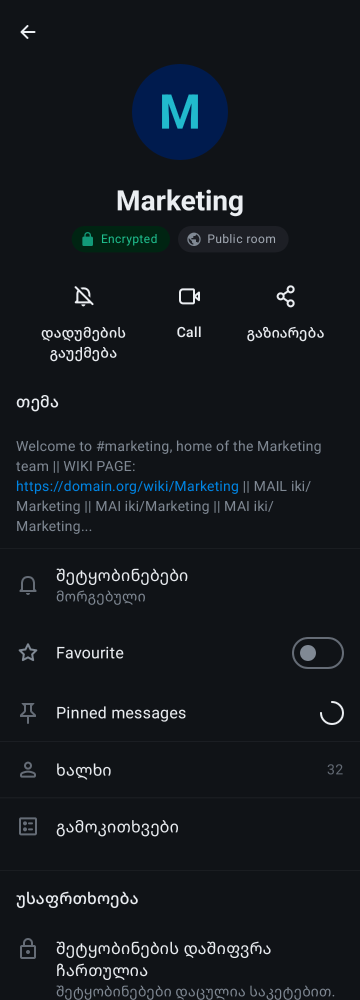 M
Marketing
Encrypted
Public room
დადუმების
გაუქმება
Call
გაზიარება
თემა
Welcome to #marketing, home of the Marketing
team || WIKI PAGE:
https://domain.org/wiki/Marketing || MAIL iki/
Marketing || MAI iki/Marketing || MAI iki/
Marketing...
შეტყობინებები
მორგებული
Favourite
Pinned messages
ხალხი 32
გამოკითხვები
უსაფრთხოება
შეტყობინების დაშიფვრა
ჩართულია
შეტყობინებები დაცულია საკეტებით.